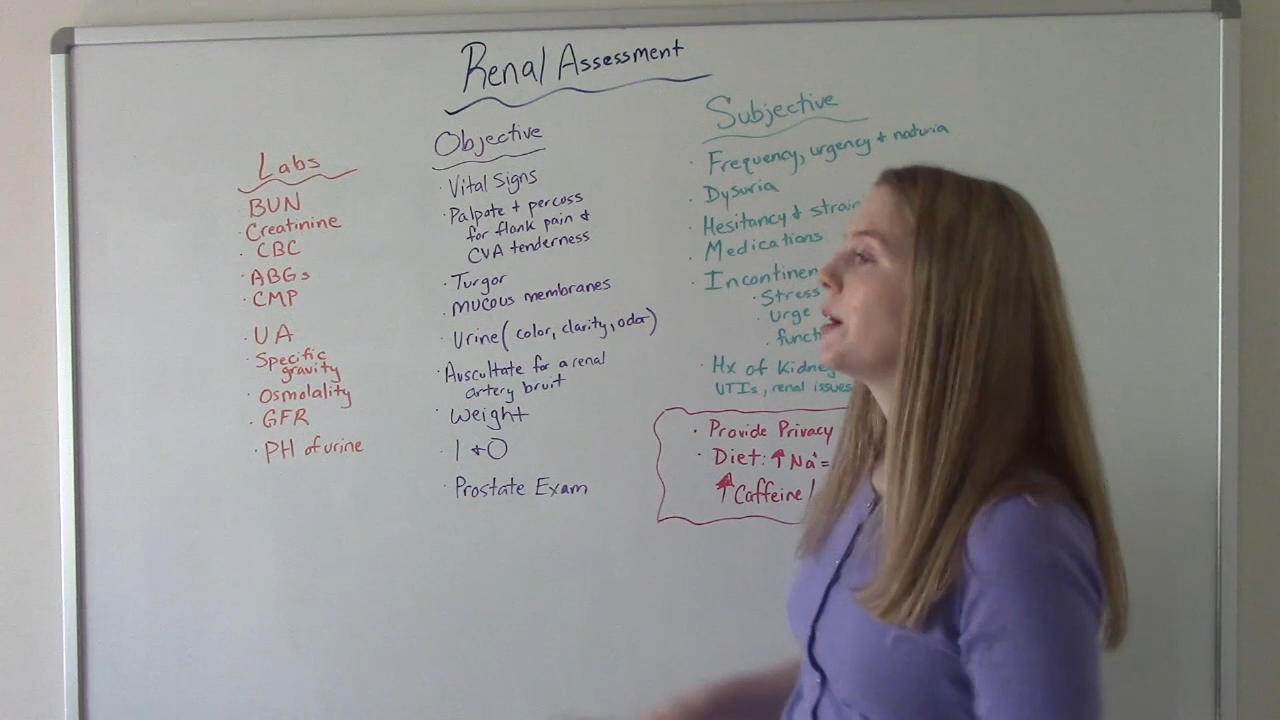 Renal Assessment
Labs
· BUN
· Creatinine
· CBC
· ABGs
· CMP
· UA
· Specific
gravity
· Osmolality
· GFR
· PH of urine
Objective
· Vital Signs
· Palpate + percuss
for flank pain &
CVA tenderness
· Turgor
· mucous membranes
· Urine (color, clarity, odor)
· Auscultate for a renal
artery bruit
· Weight
· I & O
· Prostate Exam
Subjective
· Frequency, urgency +
· Dysuria
· Hesitancy & strain
· Medications
· Incontinen
· Stress
· Urge
· funct
· Hx of Kidney
UTIs, renal issues
· Provide Privacy
· Diet: ↑ Na⁺ =
↑ Caffeine /